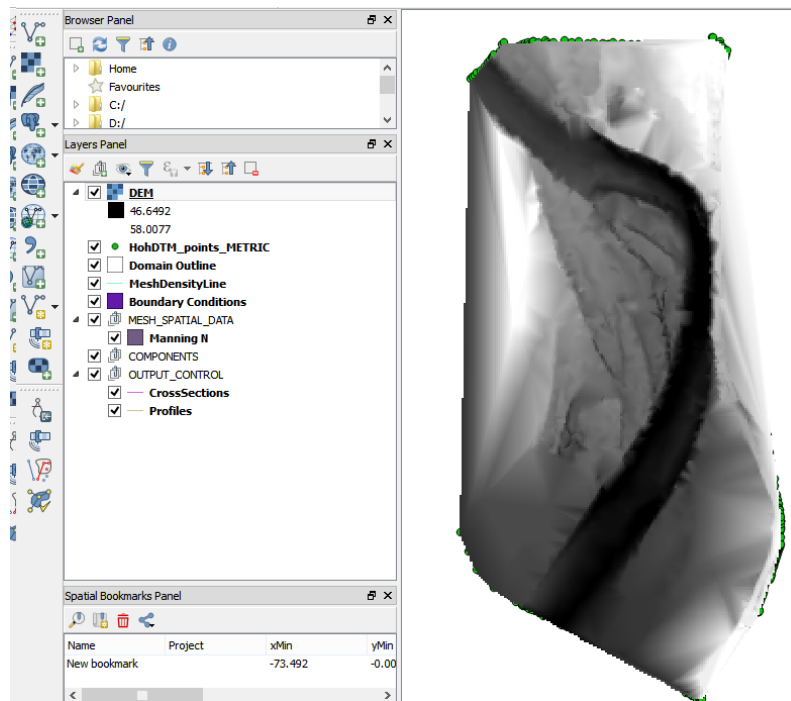 Browser Panel
Home
Favourites
C:/
D:/
Layers Panel
DEM
46.6492
58.0077
HohDTM_points_METRIC
Domain Outline
MeshDensityLine
Boundary Conditions
MESH_SPATIAL_DATA
Manning N
COMPONENTS
OUTPUT_CONTROL
CrossSections
Profiles
Spatial Bookmarks Panel
Name Project xMin yMin
New bookmark -73.492 -0.00